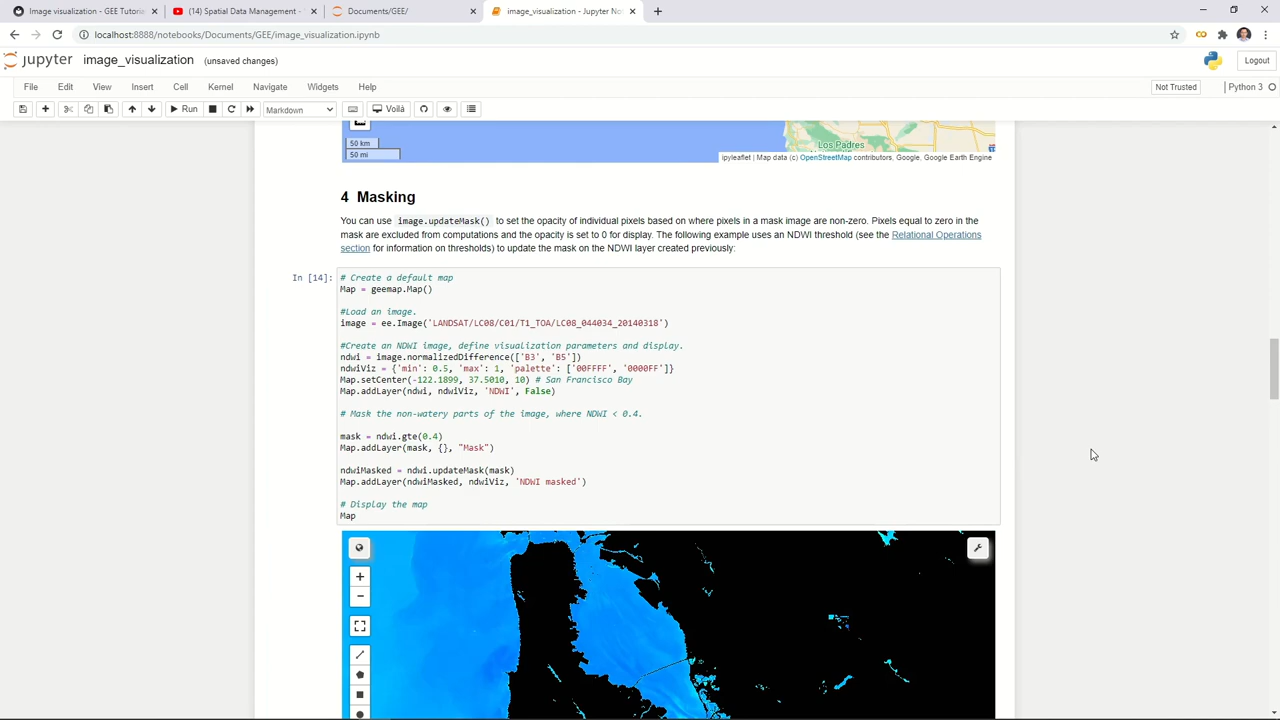 Image visualization - GEE Tutoria
(14) Spatial Data Management -
Documents/GEE/
image_visualization - Jupyter No
localhost:8888/notebooks/Documents/GEE/image_visualization.ipynb
jupyter image_visualization (unsaved changes)
Logout
File Edit View Insert Cell Kernel Navigate Widgets Help
Not Trusted
Python 3
Run
Markdown
Voilà
50 km
50 mi
Los Padres
ipyleaflet | Map data (c) OpenStreetMap contributors, Google, Google Earth Engine
4 Masking
You can use image.updateMask() to set the opacity of individual pixels based on where pixels in a mask image are non-zero. Pixels equal to zero in the
mask are excluded from computations and the opacity is set to 0 for display. The following example uses an NDWI threshold (see the Relational Operations
section for information on thresholds) to update the mask on the NDWI layer created previously:
In [14]:
# Create a default map
Map = geemap.Map()
#Load an image.
image = ee.Image('LANDSAT/LC08/C01/T1_TOA/LC08_044034_20140318')
#Create an NDWI image, define visualization parameters and display.
ndwi = image.normalizedDifference(['B3', 'B5'])
ndwiViz = {'min': 0.5, 'max': 1, 'palette': ['00FFFF', '0000FF']}
Map.setCenter(-122.1899, 37.5010, 10) # San Francisco Bay
Map.addLayer(ndwi, ndwiViz, 'NDWI', False)
# Mask the non-watery parts of the image, where NDWI < 0.4.
mask = ndwi.gte(0.4)
Map.addLayer(mask, {}, "Mask")
ndwiMasked = ndwi.updateMask(mask)
Map.addLayer(ndwiMasked, ndwiViz, 'NDWI masked')
# Display the map
Map